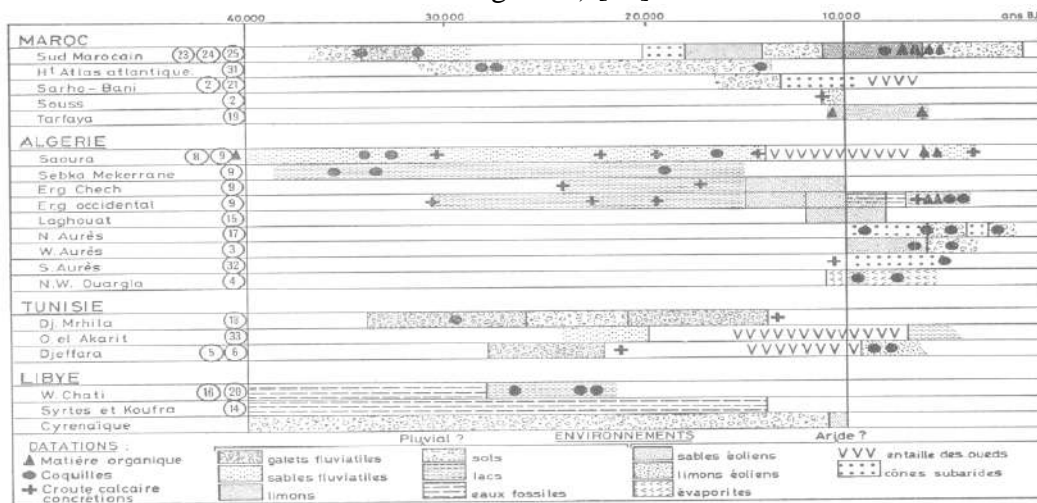 40.000 30.000 20.000 10.000 ans B.
MAROC
Sud Marocain 23 24 25
Ht Atlas atlantique. 31
Sarho-Bani 2 21
Souss 2
Tarfaya 19
ALGERIE
Saoura 8 9
Sebka Mekerrane 9
Erg Chech 9
Erg occidental 9
Laghouat 15
N. Aurès 17
W. Aurès 3
S. Aurès 32
N.W. Ouargla 4
TUNISIE
Dj. Mrhila 18
O el Akarit 33
Djeffara 5 6
LIBYE
W. Chati 16 20
Syrtes et Koufra 14
Cyrenaïque
DATATIONS : Pluvial ? ENVIRONNEMENTS Aride ?
Matière organique galets fluviatiles sols sables éoliens entaille des oueds
Coquilles sables fluviatiles lacs limons éoliens cônes subarides
Croute calcaire concrétions limons eaux fossiles évaporites